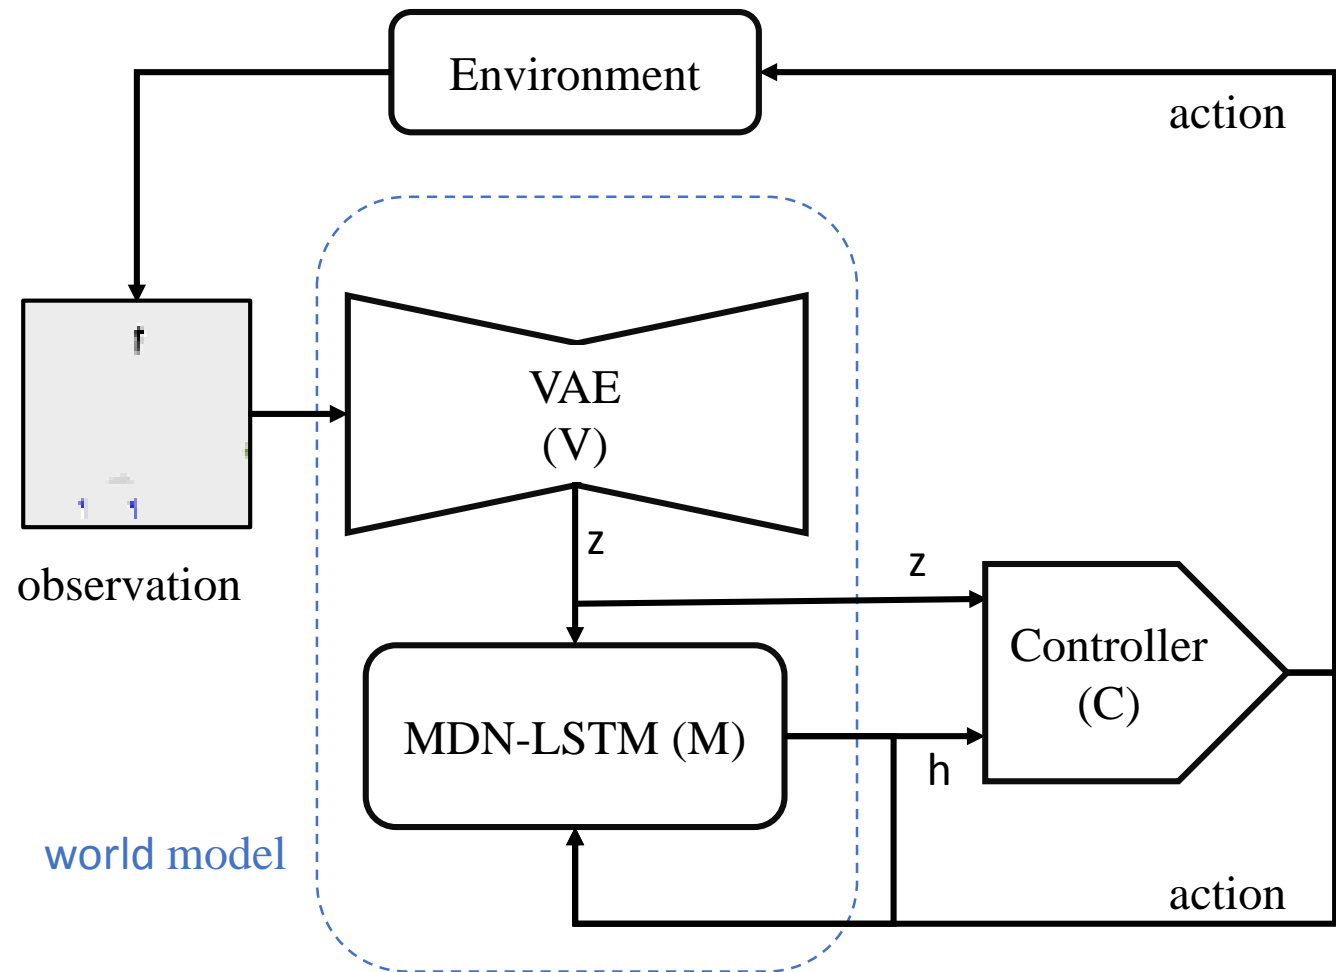 Environment
action
VAE
(V)
z
z
observation
Controller
(C)
MDN-LSTM (M)
h
world model
action